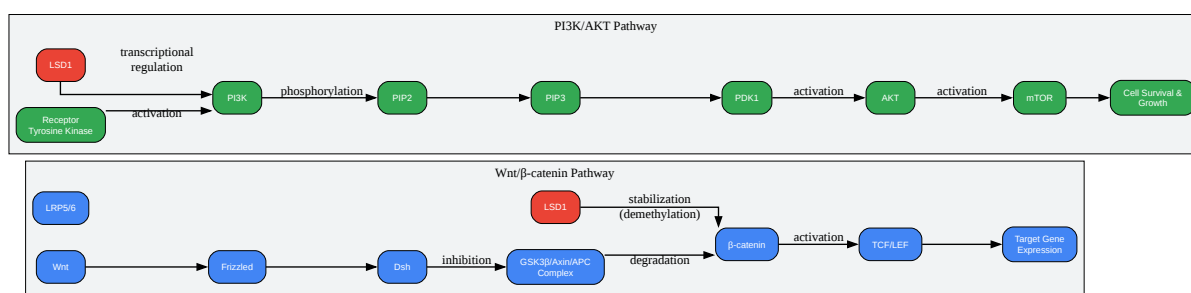 PI3K/AKT Pathway
LSD1
transcriptional
regulation
Receptor
Tyrosine Kinase
activation
PI3K
phosphorylation
PIP2
PIP3
PDK1
activation
AKT
activation
mTOR
Cell Survival &
Growth
Wnt/β-catenin Pathway
LRP5/6
LSD1
stabilization
(demethylation)
Wnt
Frizzled
Dsh
inhibition
GSK3β/Axin/APC
Complex
degradation
β-catenin
activation
TCF/LEF
Target Gene
Expression